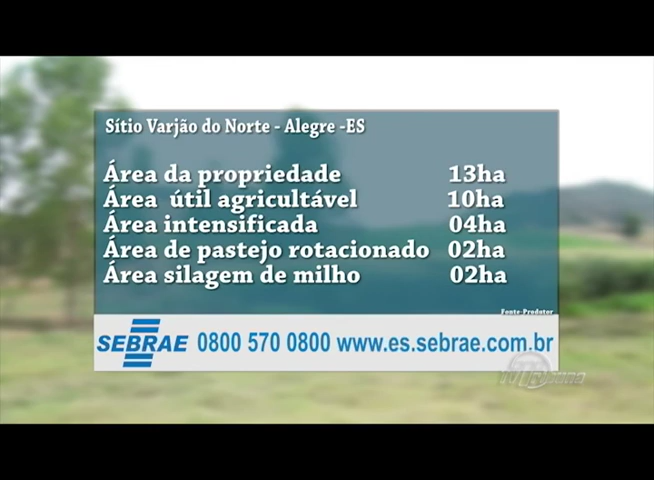 Sítio Varjão do Norte - Alegre -ES
Área da propriedade 13ha
Área útil agricultável 10ha
Área intensificada 04ha
Área de pastejo rotacionado 02ha
Área silagem de milho 02ha
Fonte-Produtor
SEBRAE 0800 570 0800 www.es.sebrae.com.br